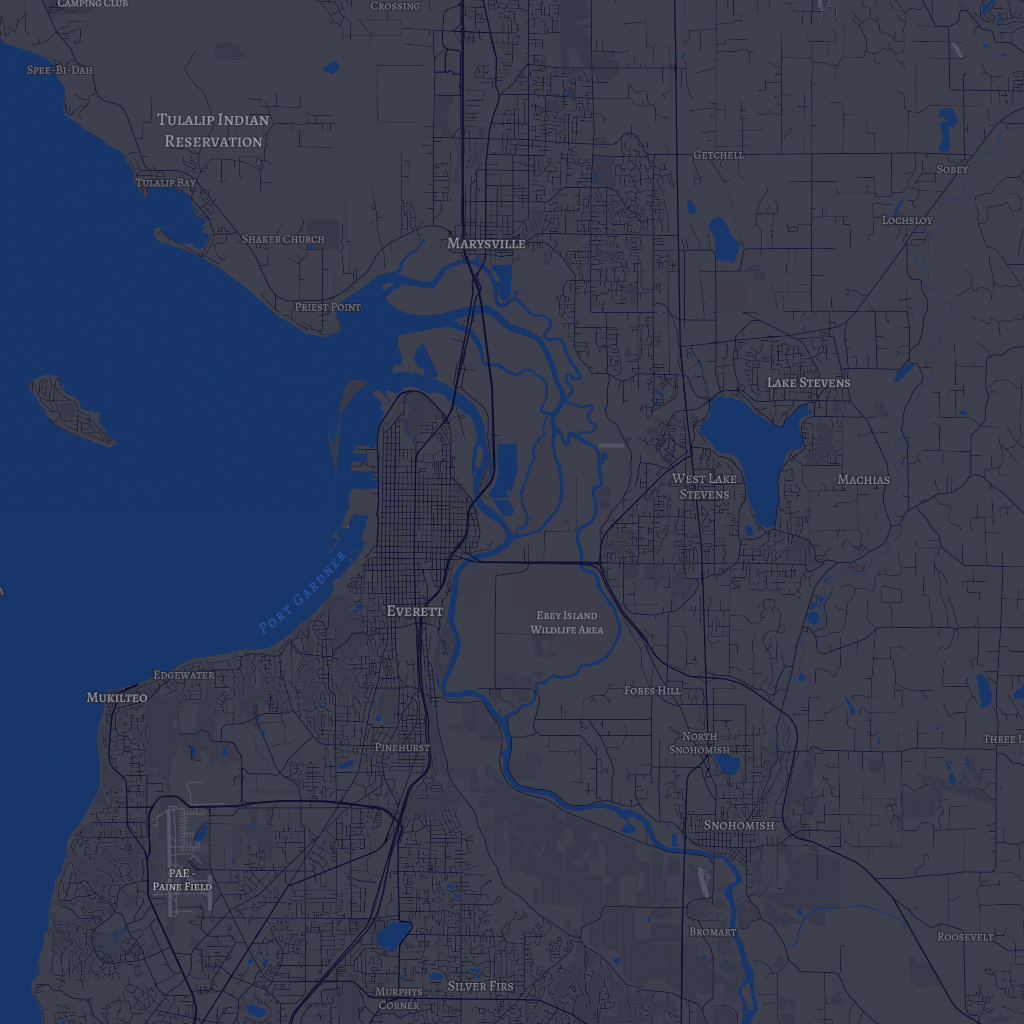 Camping Club
Crossing
Spee-Bi-Dah
Tulalip Indian
Reservation
Getchell
Sobey
Tulalip Bay
Lochsloy
Shaker Church
Marysville
Priest Point
Lake Stevens
West Lake
Stevens
Machias
Port Gardner
Everett
Ebey Island
Wildlife Area
Edgewater
Mukilteo
Fobes Hill
North
Snohomish
Pinehurst
Three L
Snohomish
PAE -
Paine Field
Bromart
Roosevelt
Silver Firs
Murphys
Corner